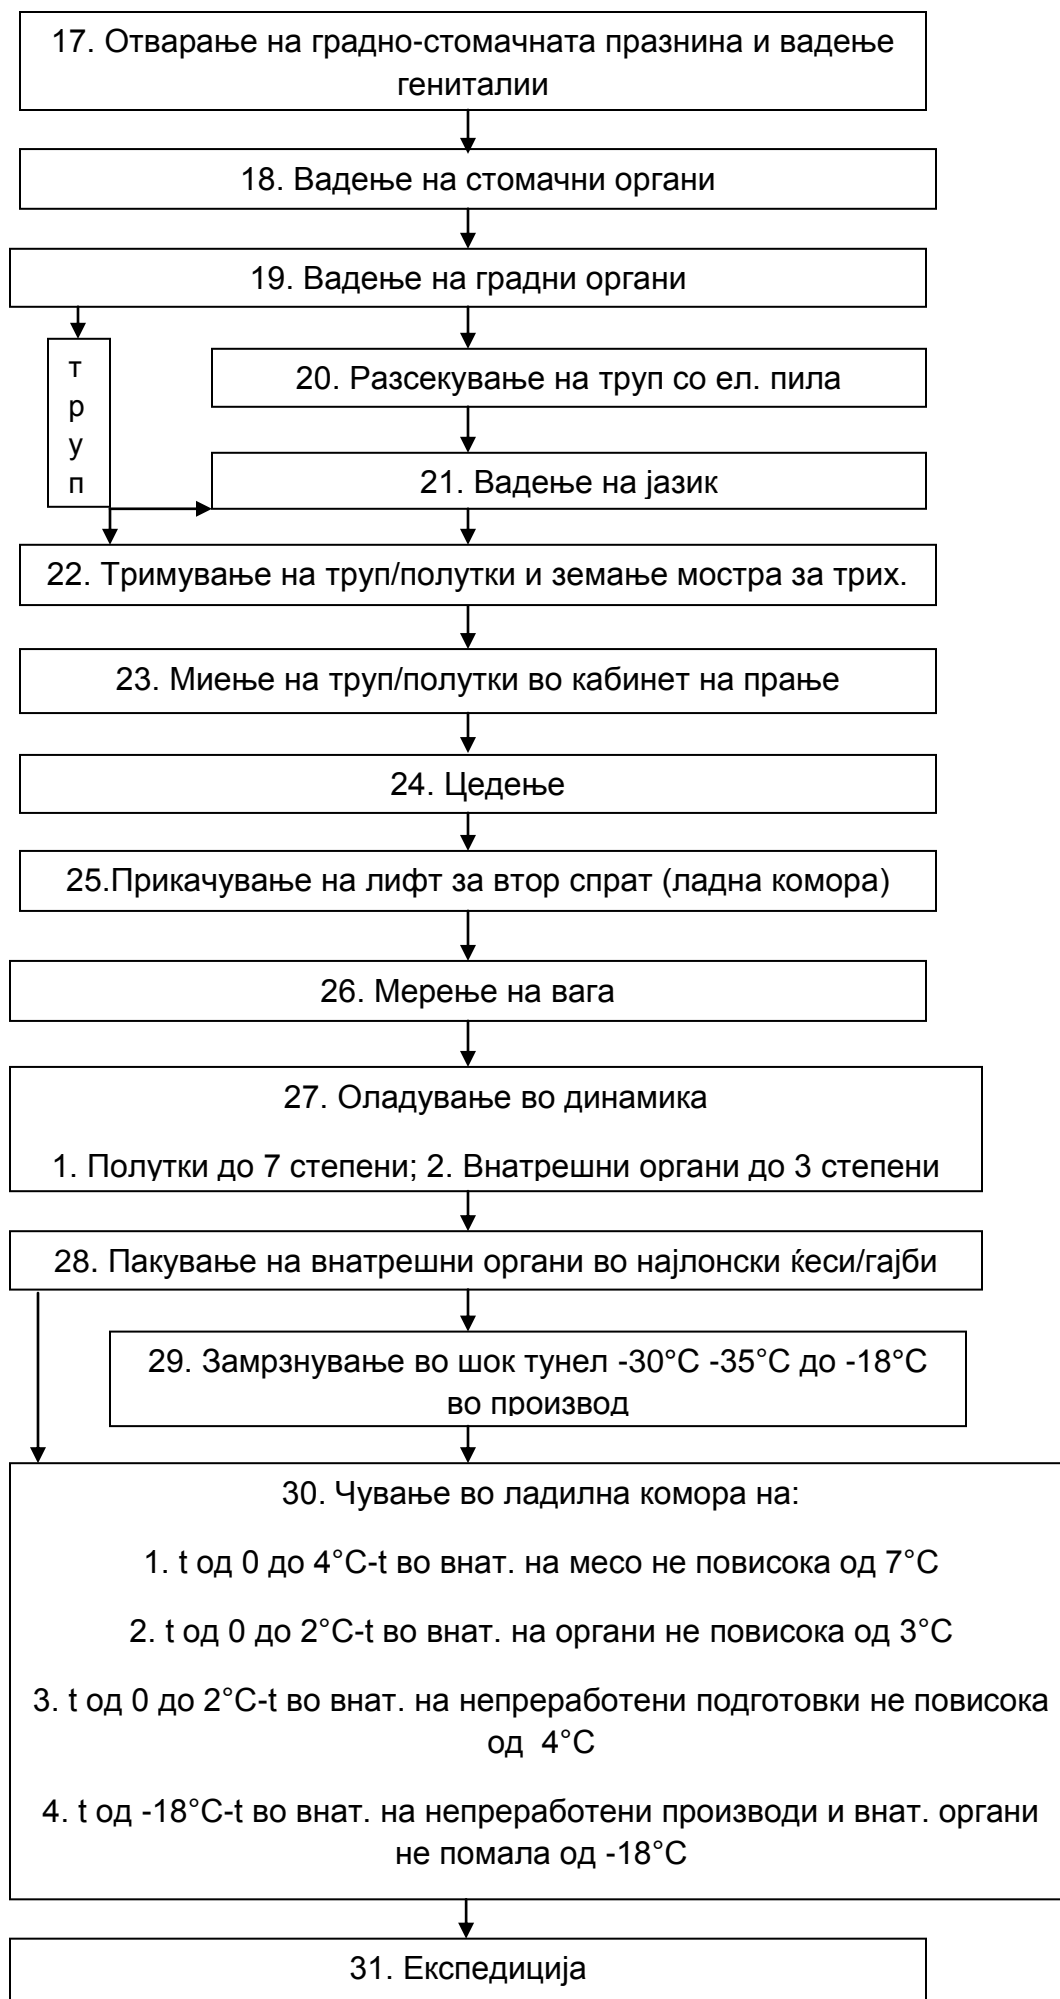 17. Отварање на градно-стомачната празнина и вадење
гениталии
18. Вадење на стомачни органи
19. Вадење на градни органи
т
р
у
п
20. Разсекување на труп со ел. пила
21. Вадење на јазик
22. Тримување на труп/полутки и земање мостра за трих.
23. Миење на труп/полутки во кабинет на прање
24. Цедење
25.Прикачување на лифт за втор спрат (ладна комора)
26. Мерење на вага
27. Оладување во динамика
1. Полутки до 7 степени; 2. Внатрешни органи до 3 степени
28. Пакување на внатрешни органи во најлонски ќеси/гајби
29. Замрзнување во шок тунел -30°С -35°С до -18°С
во производ
30. Чување во ладилна комора на:
1. t од 0 до 4°С-t во внат. на месо не повисока од 7°С
2. t од 0 до 2°С-t во внат. на органи не повисока од 3°С
3. t од 0 до 2°С-t во внат. на непреработени подготовки не повисока
од 4°С
4. t од -18°С-t во внат. на непреработени производи и внат. органи
не помала од -18°С
31. Експедиција